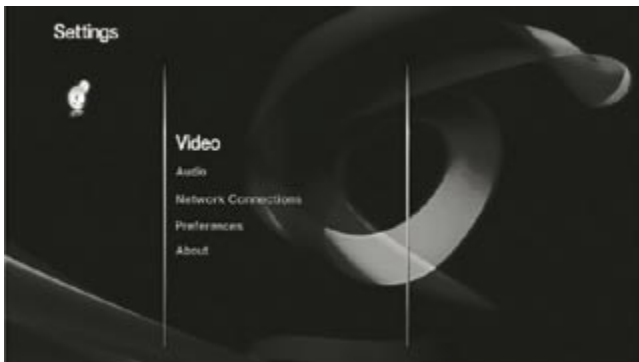 Settings
Video
Audio
Network Connections
Preferences
About